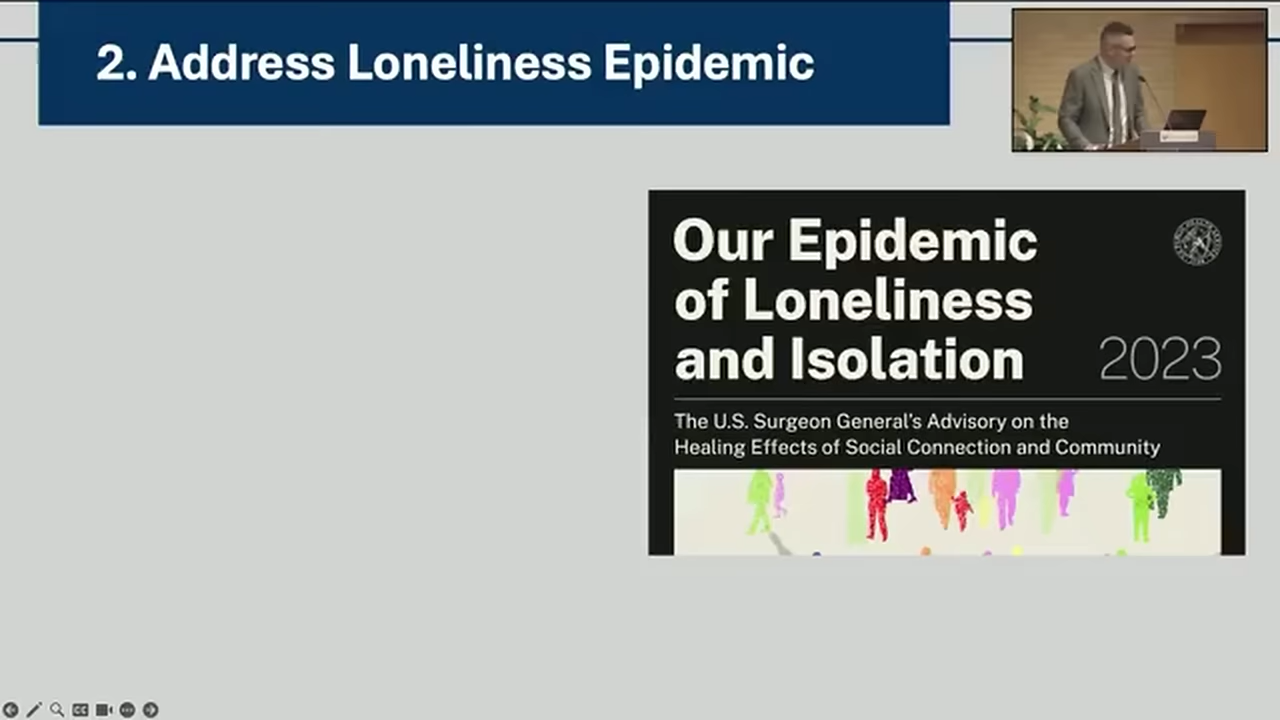 2. Address Loneliness Epidemic
Our Epidemic
of Loneliness
and Isolation
2023
The U.S. Surgeon General's Advisory on the
Healing Effects of Social Connection and Community
CC